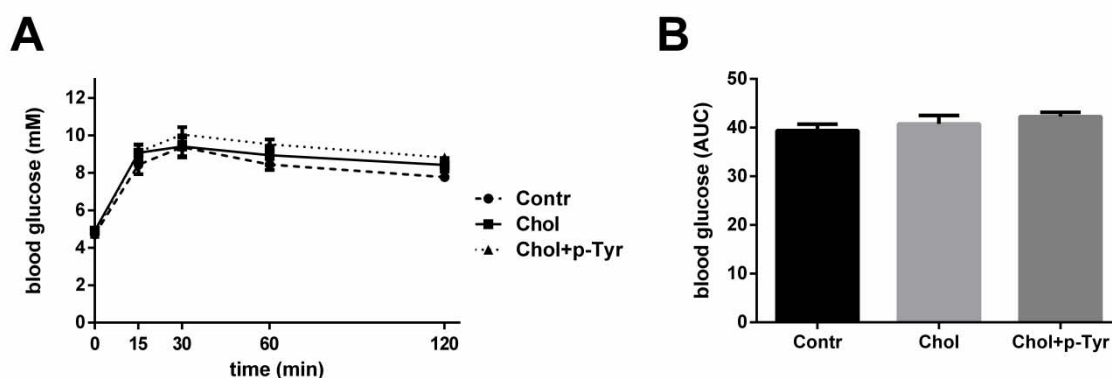 A
blood glucose (mM)
12
10
8
6
4
2
0
0 15 30 60 120
time (min)
Contr
Chol
Chol+p-Tyr
B
blood glucose (AUC)
50
40
30
20
10
0
Contr Chol Chol+p-Tyr